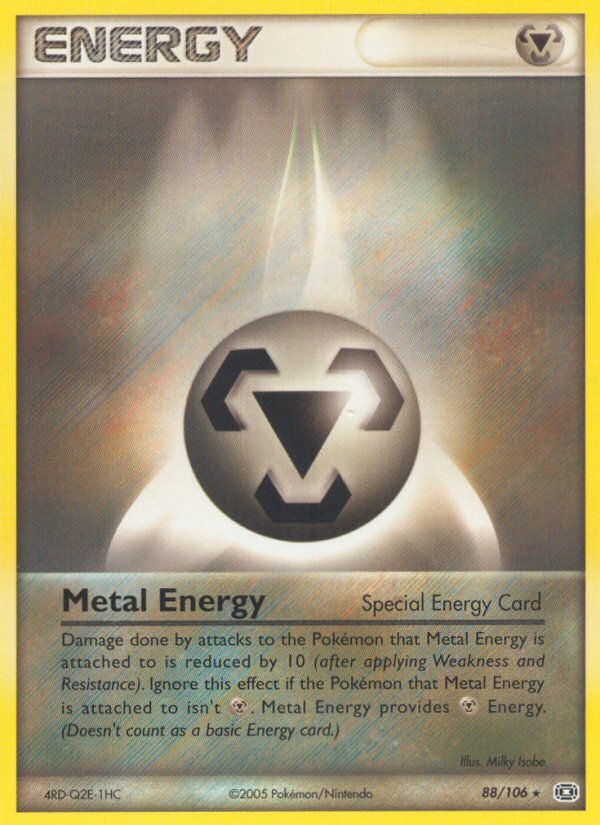 ENERGY
Metal Energy Special Energy Card
Damage done by attacks to the Pokémon that Metal Energy is
attached to is reduced by 10 (after applying Weakness and
Resistance). Ignore this effect if the Pokémon that Metal Energy
is attached to isn't . Metal Energy provides Energy.
(Doesn't count as a basic Energy card.)
Illus. Milky Isobe
4RD-Q2E-1HC ©2005 Pokémon/Nintendo 88/106 ★